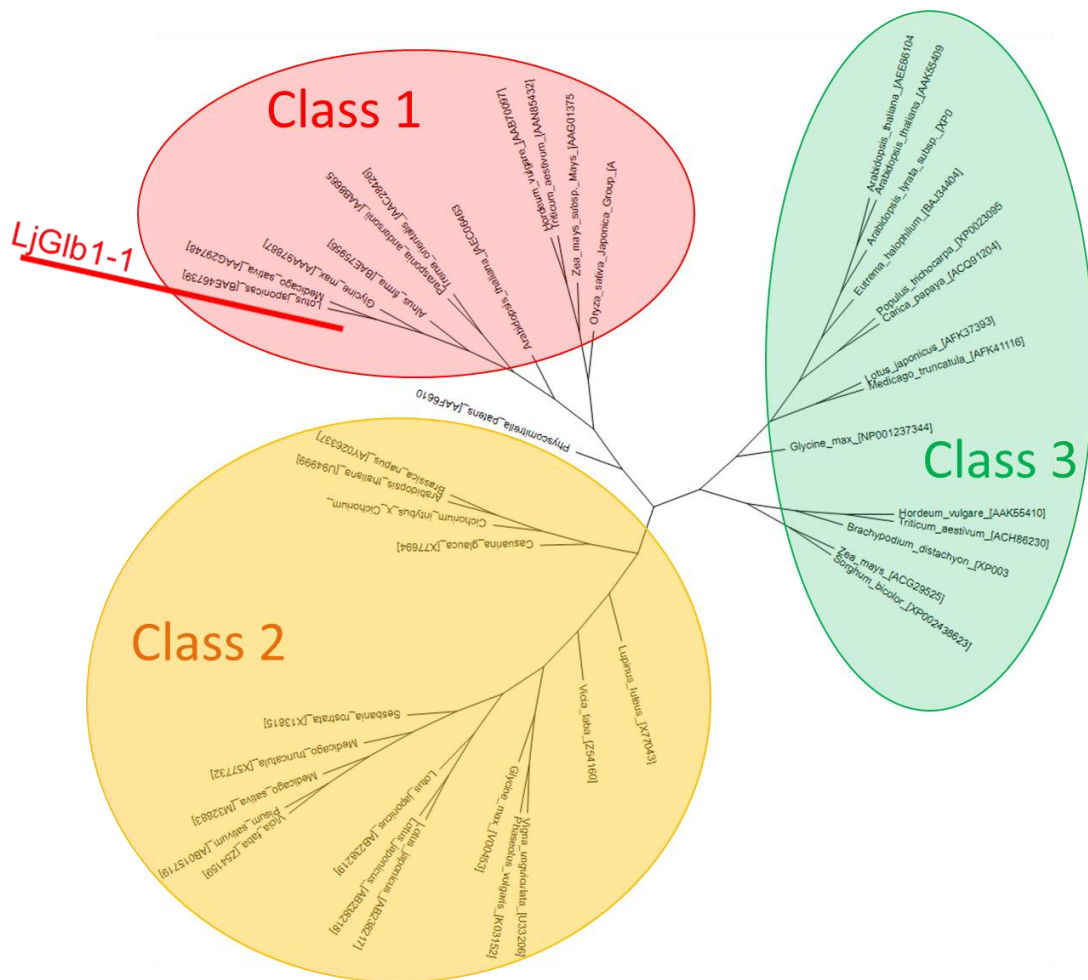 Class 1
LjGlb1-1
Lotus_japonicas_[BAE46739]
Medicago_sativa_[AAG29748]
Glycine_max_[AAA97887]
Alnus_firma_[BAE75956]
Parasponia_andersonii_[AAB86653
Trema_orientalis_[AAC28426]
Arabidopsis_thaliana_[AEC06463
Hordeum_vulgare_[AAB70097]
Triticum_aestivum_[AAN85432]
Zea_mays_subsp._Mays_[AAG01375
Oryza_sativa_Japonica_Group_[A
Physcomitrella_patens_[AAF6610
Class 3
Arabidopsis_thaliana_[AEE86104
Arabidopsis_thaliana_[AAK55409
Arabidopsis_lyrata_subsp._[XP0
Eutrema_halophilum_[BAJ34404]
Populus_trichocarpa_[XP0023095
Carica_papaya_[ACQ91204]
Lotus_japonicus_[AFK37393]
Medicago_truncatula_[AFK41116]
Glycine_max_[NP001237344]
Hordeum_vulgare_[AAK55410]
Triticum_aestivum_[ACH86230]
Brachypodium_distachyon_[XP003
Zea_mays_[ACG29525]
Sorghum_bicolor_[XP002438623]
Class 2
Brassica_napus_[AY026337]
Arabidopsis_thaliana_[U94999]
Cichorium_intybus_x_Cichorium_
Casuarina_glauca_[X77694]
Lupinus_luteus_[X77043]
Vicia_faba_[Z54160]
Vigna_unguiculata_[U33206]
Phaseolus_vulgaris_[K03152]
Glycine_max_[V00453]
Lotus_japonicus_[AB238217]
Lotus_japonicus_[AB238218]
Lotus_japonicus_[AB238219]
Vicia_faba_[Z54159]
Pisum_sativum_[AB015719]
Medicago_sativa_[M32883]
Medicago_truncatula_[X57732]
Sesbania_rostrata_[X13815]